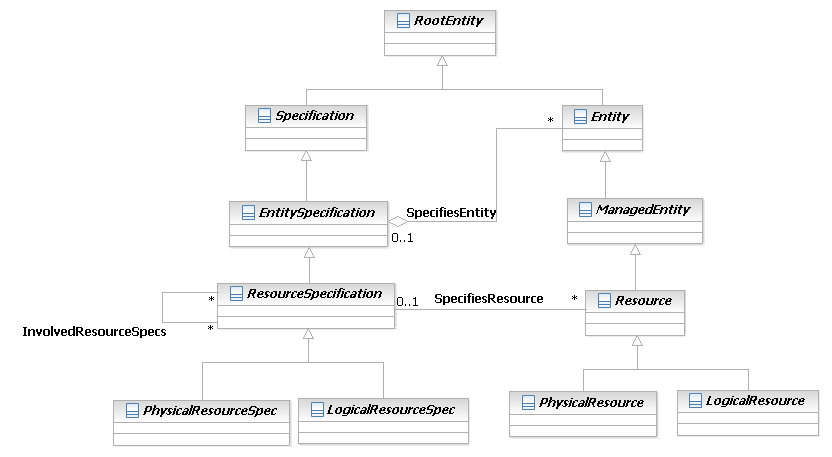 RootEntity
Specification
Entity
*
EntitySpecification
SpecifiesEntity
0..1
ManagedEntity
ResourceSpecification
*
*
InvolvedResourceSpecs
0..1
SpecifiesResource
*
Resource
PhysicalResourceSpec
LogicalResourceSpec
PhysicalResource
LogicalResource